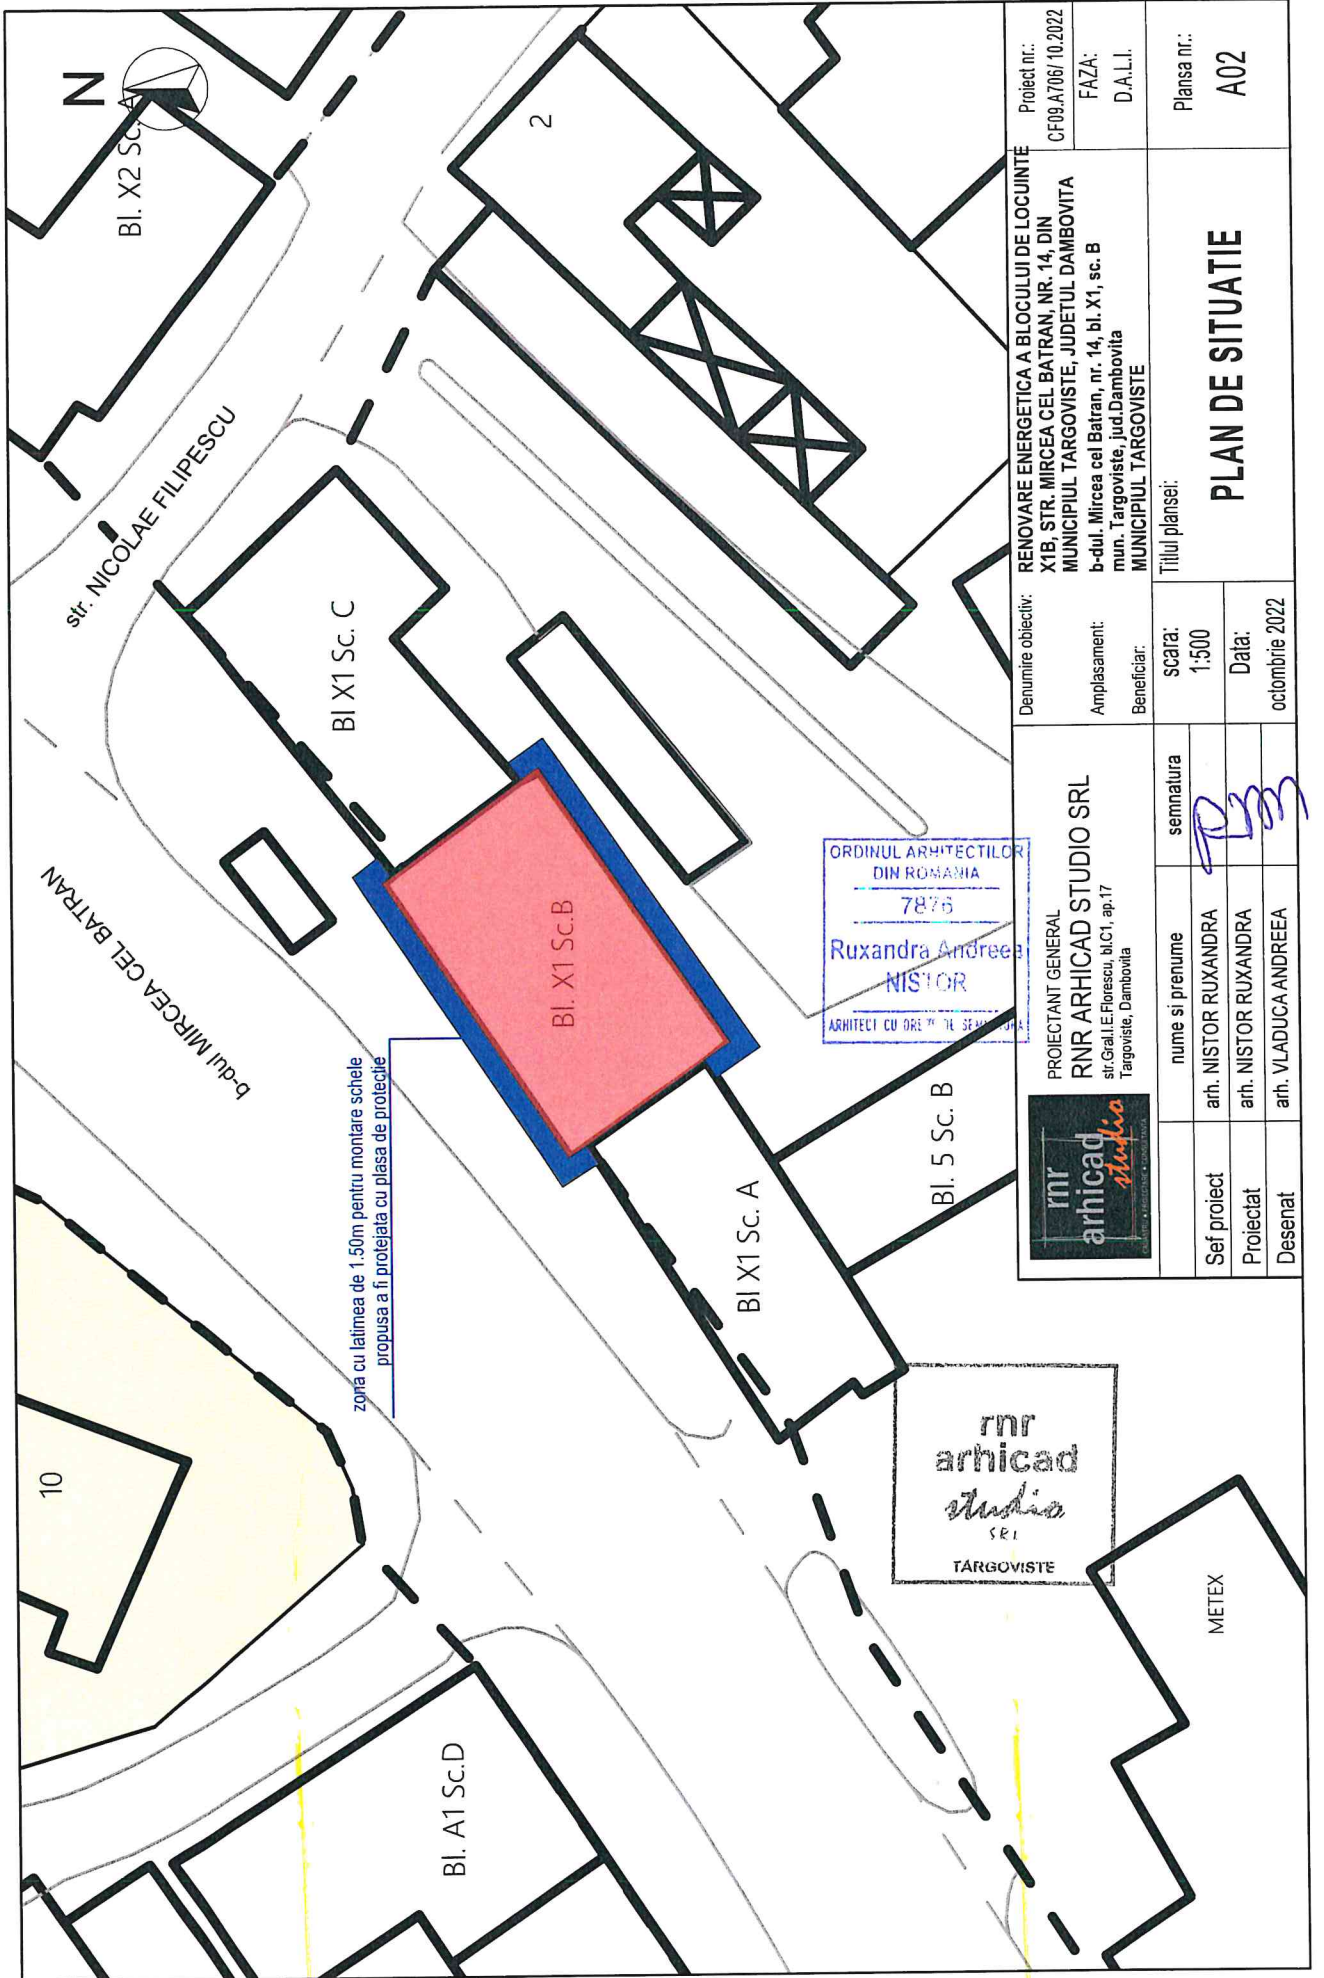 N
Bl. X2 Sc. A
str. NICOLAE FILIPESCU
2
Bl X1 Sc. C
b-dul MIRCEA CEL BATRAN
Bl. X1 Sc.B
zona cu latimea de 1.50m pentru montare schele
propusa a fi protejata cu plasa de protectie
Bl X1 Sc. A
Bl. 5 Sc. B
10
Bl. A1 Sc.D
METEX
ORDINUL ARHITECTILOR
DIN ROMANIA
7876
Ruxandra Andreea
NISTOR
ARHITECT CU DREPT DE SEMNATURA
rnr
arhicad
studio
SRL
TARGOVISTE
rnr
arhicad
studio
PROIECTANT GENERAL
RNR ARHICAD STUDIO SRL
str.Gral.I.E.Florescu, bl.C1, ap.17
Targoviste, Dambovita
nume si prenume
semnatura
Sef proiect
arh. NISTOR RUXANDRA
Proiectat
arh. NISTOR RUXANDRA
Desenat
arh. VLADUCA ANDREEA
Denumire obiectiv:
RENOVARE ENERGETICA A BLOCULUI DE LOCUINTE
X1B, STR. MIRCEA CEL BATRAN, NR. 14, DIN
MUNICIPIUL TARGOVISTE, JUDETUL DAMBOVITA
Amplasament:
b-dul. Mircea cel Batran, nr. 14, bl. X1, sc. B
mun. Targoviste, jud.Dambovita
Beneficiar:
MUNICIPIUL TARGOVISTE
scara:
1:500
Data:
octombrie 2022
Titlul plansei:
PLAN DE SITUATIE
Proiect nr.:
CF09.A706/ 10.2022
FAZA:
D.A.L.I.
Plansa nr.:
A02